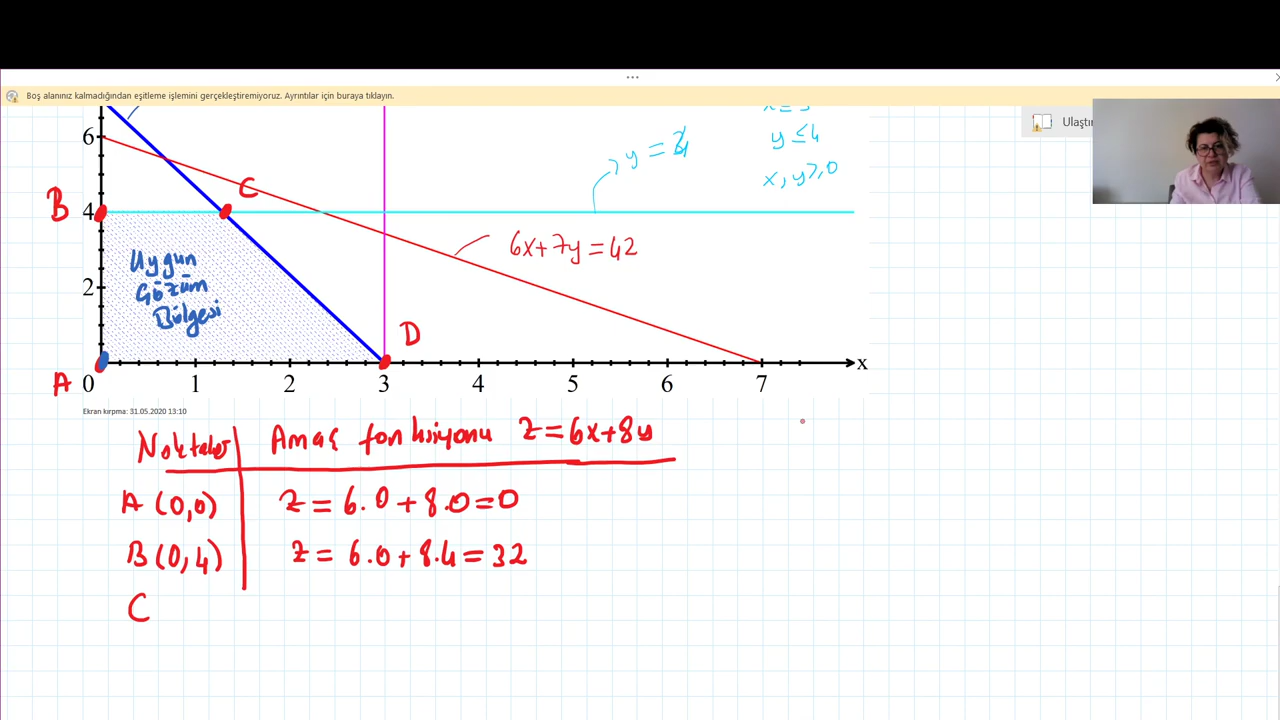 Boş alanınız kalmadığından eşitleme işlemini gerçekleştiremiyoruz. Ayrıntılar için buraya tıklayın.
Ulaştır
6
y = 4
y ≤ 4
x, y ≥ 0
B
4
C
6x+7y=42
Uygun
Çözüm
Bölgesi
2
D
A
0 1 2 3 4 5 6 7
x
Ekran kırpma: 31.05.2020 13:10
Noktalar Amaç fonksiyonu Z=6x+8y
A (0,0) Z = 6.0+8.0=0
B (0,4) Z = 6.0+8.4=32
C